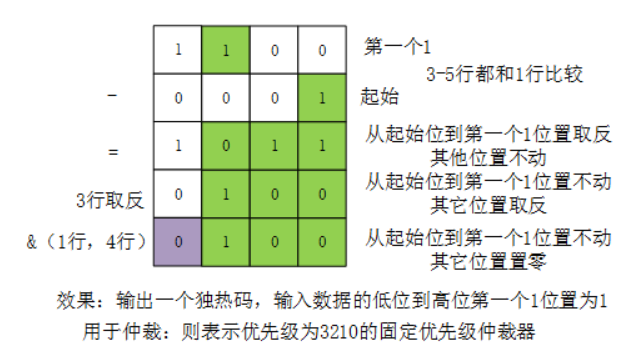 1 1 0 0 第一个1
3-5行都和1行比较
- 0 0 0 1 起始
= 1 0 1 1 从起始位到第一个1位置取反
其他位置不动
3行取反 0 1 0 0 从起始位到第一个1位置不动
其它位置取反
&（1行，4行） 0 1 0 0 从起始位到第一个1位置不动
其它位置置零
效果：输出一个独热码，输入数据的低位到高位第一个1位置为1
用于仲裁：则表示优先级为3210的固定优先级仲裁器